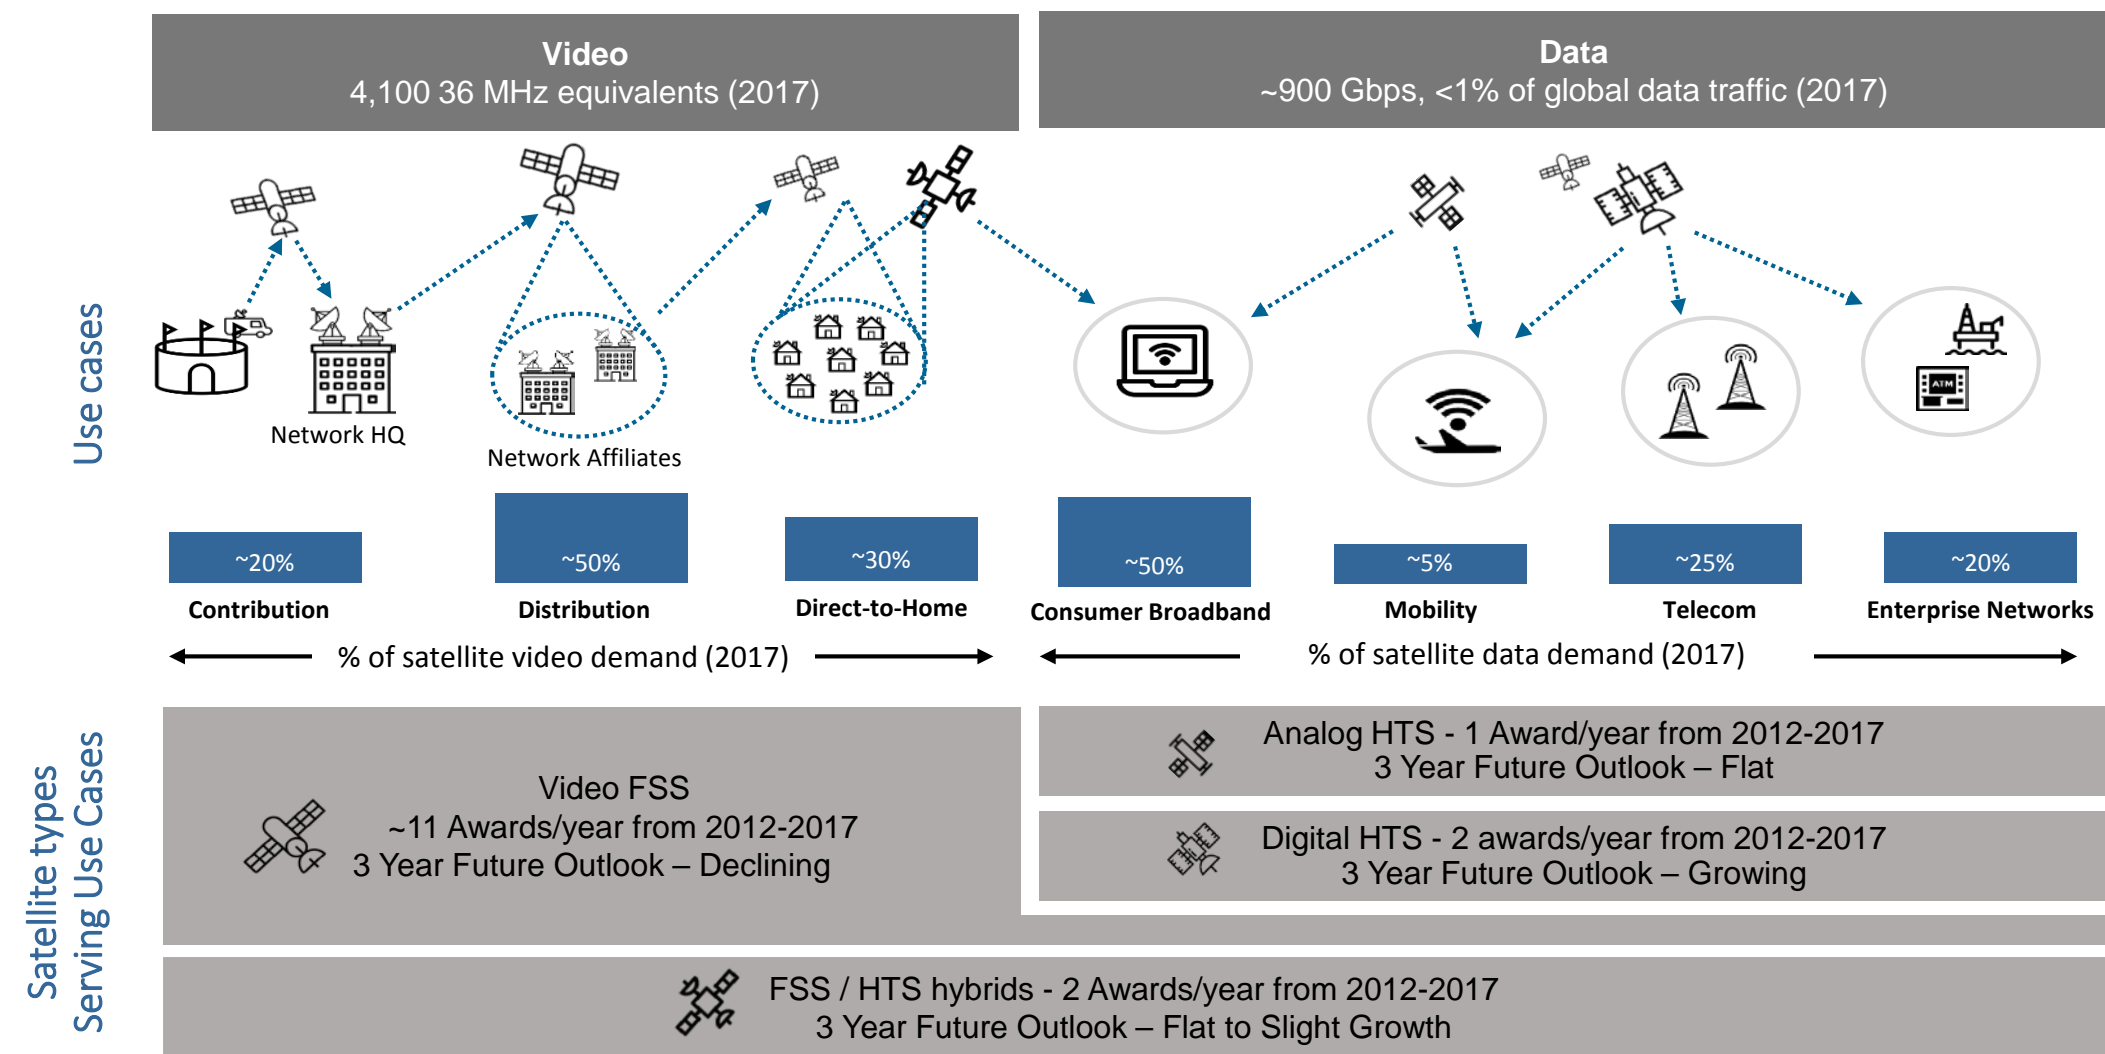 Video
4,100 36 MHz equivalents (2017)
Data
~900 Gbps, <1% of global data traffic (2017)
Use cases
Network HQ
Network Affiliates
ATM
~20%
~50%
~30%
~50%
~5%
~25%
~20%
Contribution
Distribution
Direct-to-Home
Consumer Broadband
Mobility
Telecom
Enterprise Networks
% of satellite video demand (2017)
% of satellite data demand (2017)
Satellite types
Serving Use Cases
Video FSS
~11 Awards/year from 2012-2017
3 Year Future Outlook – Declining
Analog HTS - 1 Award/year from 2012-2017
3 Year Future Outlook – Flat
Digital HTS - 2 awards/year from 2012-2017
3 Year Future Outlook – Growing
FSS / HTS hybrids - 2 Awards/year from 2012-2017
3 Year Future Outlook – Flat to Slight Growth